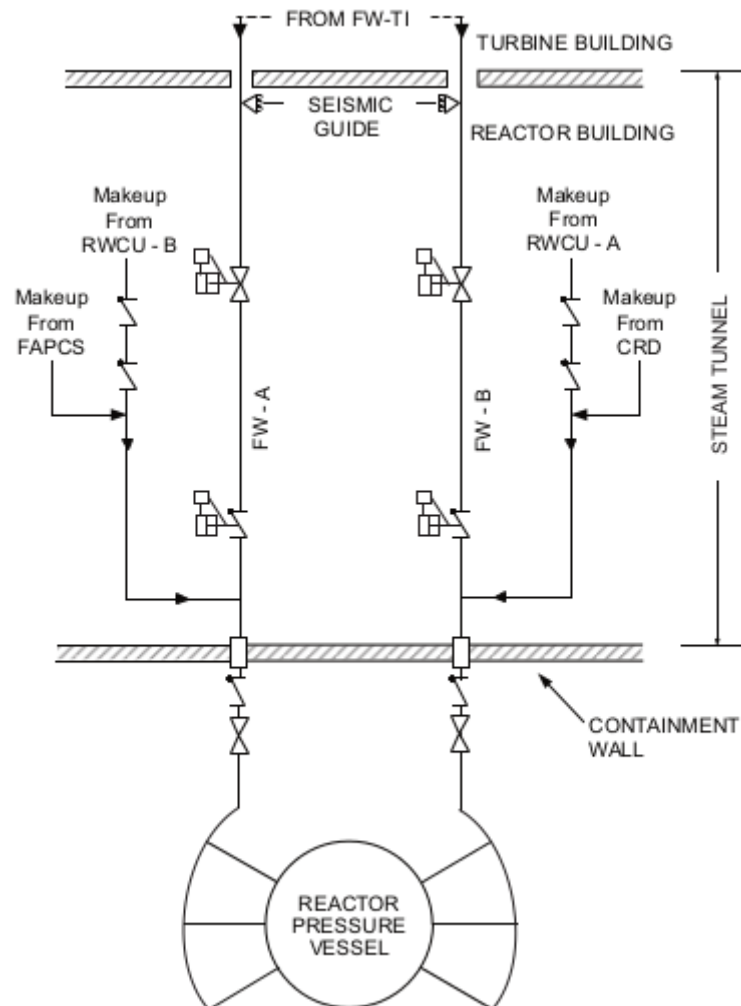 FROM FW-TI
TURBINE BUILDING
SEISMIC
GUIDE
REACTOR BUILDING
Makeup
From
RWCU - B
Makeup
From
RWCU - A
Makeup
From
FAPCS
Makeup
From
CRD
FW - A
FW - B
STEAM TUNNEL
CONTAINMENT
WALL
REACTOR
PRESSURE
VESSEL